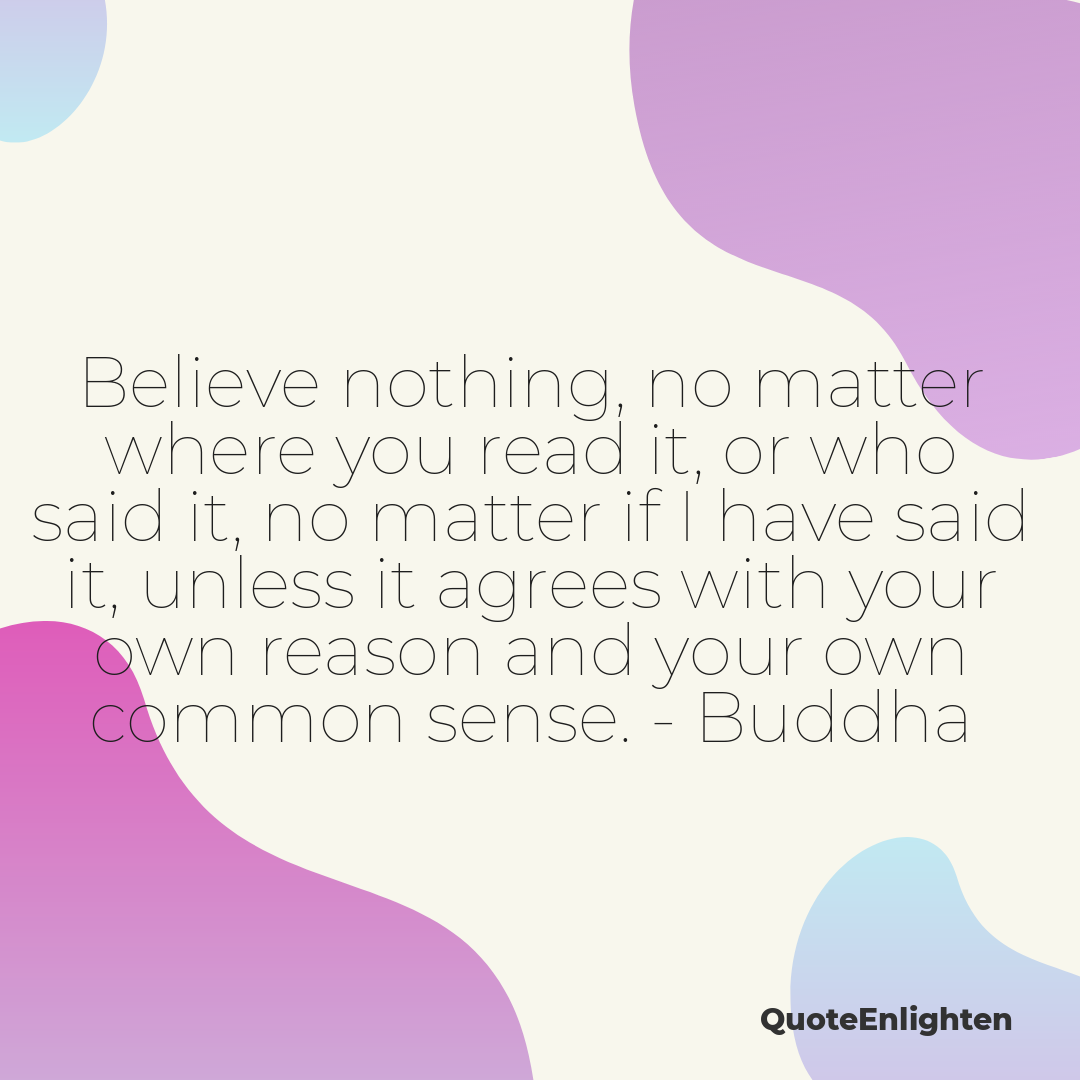 Believe nothing, no matter
where you read it, or who
said it, no matter if I have said
it, unless it agrees with your
own reason and your own
common sense. - Buddha
QuoteEnlighten